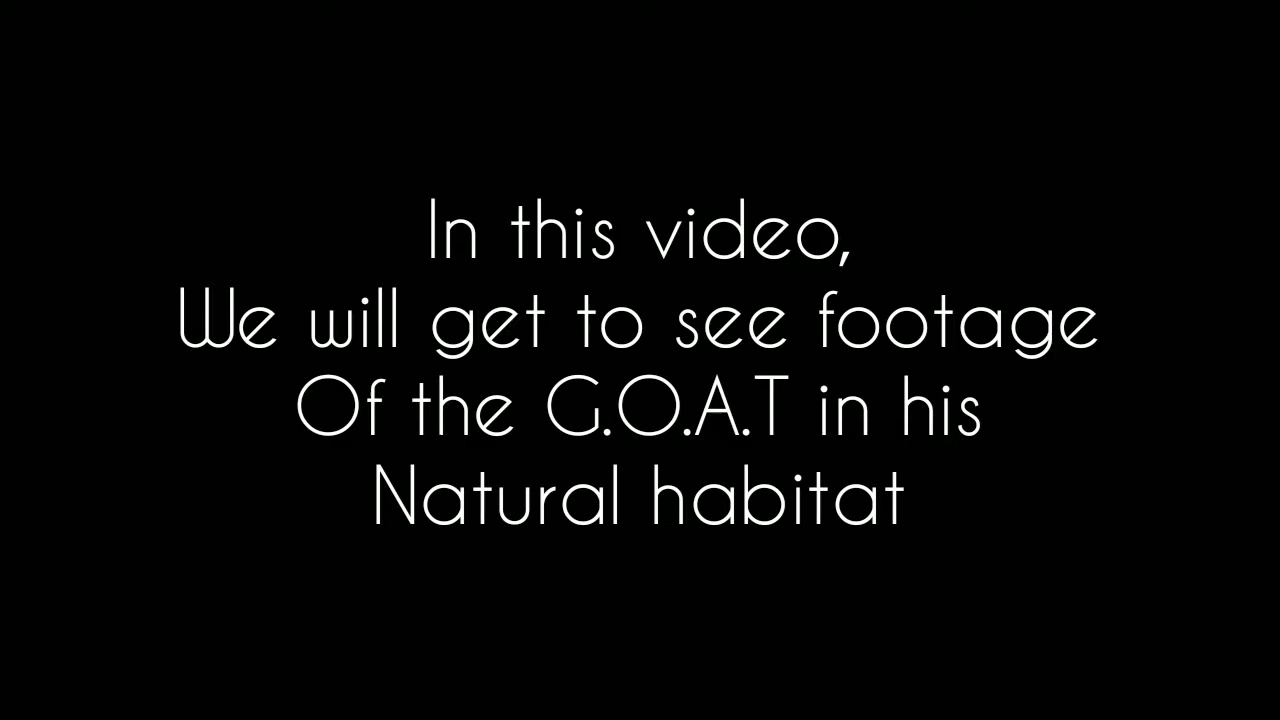 In this video,
We will get to see footage
Of the G.O.A.T in his
Natural habitat